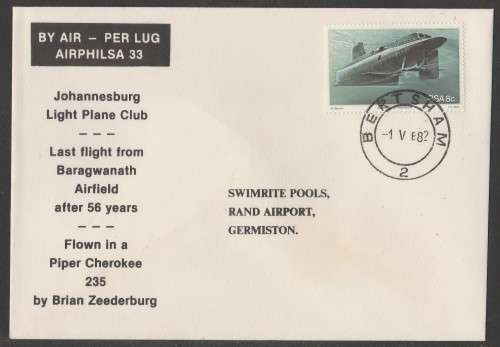 BY AIR – PER LUG
AIRPHILSA 33
Johannesburg
Light Plane Club
– – –
Last flight from
Baragwanath
Airfield
after 56 years
– – –
Flown in a
Piper Cherokee
235
by Brian Zeederburg
RSA 8c
BERTSHAM
-1 V 82
2
SWIMRITE POOLS,
RAND AIRPORT,
GERMISTON.